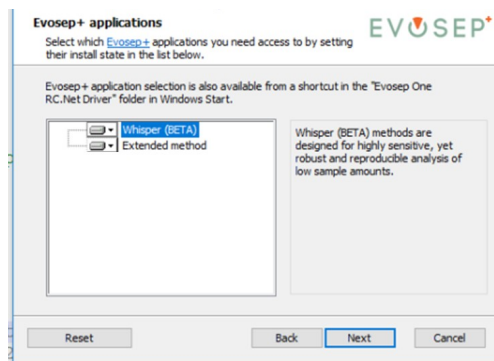 Evosep+ applications
EVOSEP+
Select which Evosep+ applications you need access to by setting
their install state in the list below.
Evosep+ application selection is also available from a shortcut in the "Evosep One
RC.Net Driver" folder in Windows Start.
Whisper (BETA)
Extended method
Whisper (BETA) methods are
designed for highly sensitive, yet
robust and reproducible analysis of
low sample amounts.
Reset
Back
Next
Cancel